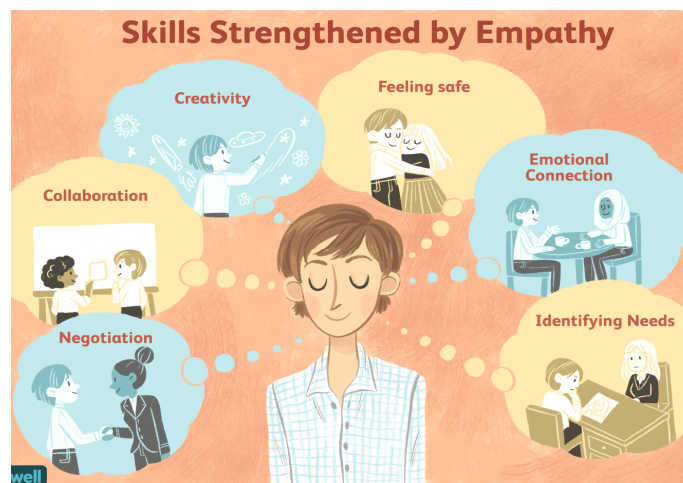 Skills Strengthened by Empathy
Creativity
Feeling safe
Emotional
Connection
Collaboration
Identifying Needs
Negotiation
well